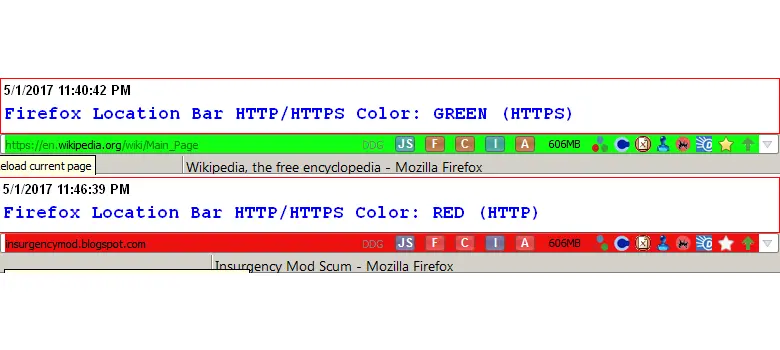 5/1/2017 11:40:42 PM
Firefox Location Bar HTTP/HTTPS Color: GREEN (HTTPS)
https://en.wikipedia.org/wiki/Main_Page DDG JS F C I A 606MB
eload current page
Wikipedia, the free encyclopedia - Mozilla Firefox
5/1/2017 11:46:39 PM
Firefox Location Bar HTTP/HTTPS Color: RED (HTTP)
insurgencymod.blogspot.com DDG JS F C I A 606MB
Insurgency Mod Scum - Mozilla Firefox